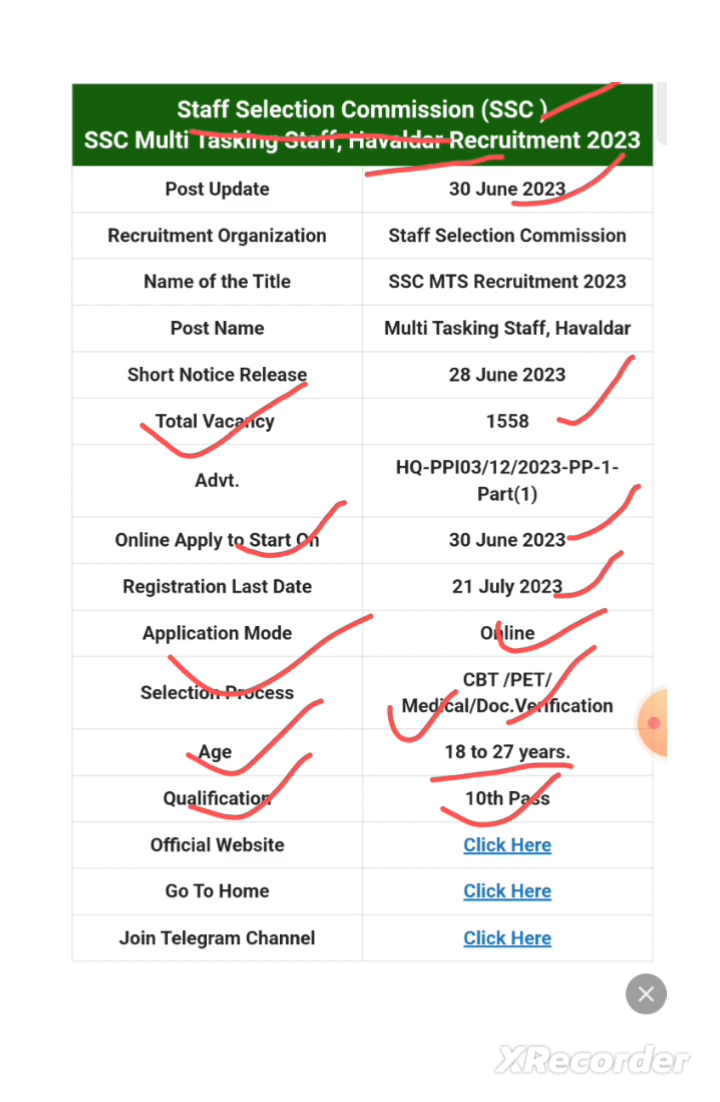 Staff Selection Commission (SSC )
SSC Multi Tasking Staff, Havaldar Recruitment 2023
Post Update 30 June 2023
Recruitment Organization Staff Selection Commission
Name of the Title SSC MTS Recruitment 2023
Post Name Multi Tasking Staff, Havaldar
Short Notice Release 28 June 2023
Total Vacancy 1558
Advt. HQ-PPI03/12/2023-PP-1-
Part(1)
Online Apply to Start On 30 June 2023
Registration Last Date 21 July 2023
Application Mode Online
Selection Process CBT /PET/
Medical/Doc.Verification
Age 18 to 27 years.
Qualification 10th Pass
Official Website Click Here
Go To Home Click Here
Join Telegram Channel Click Here
XRecorder